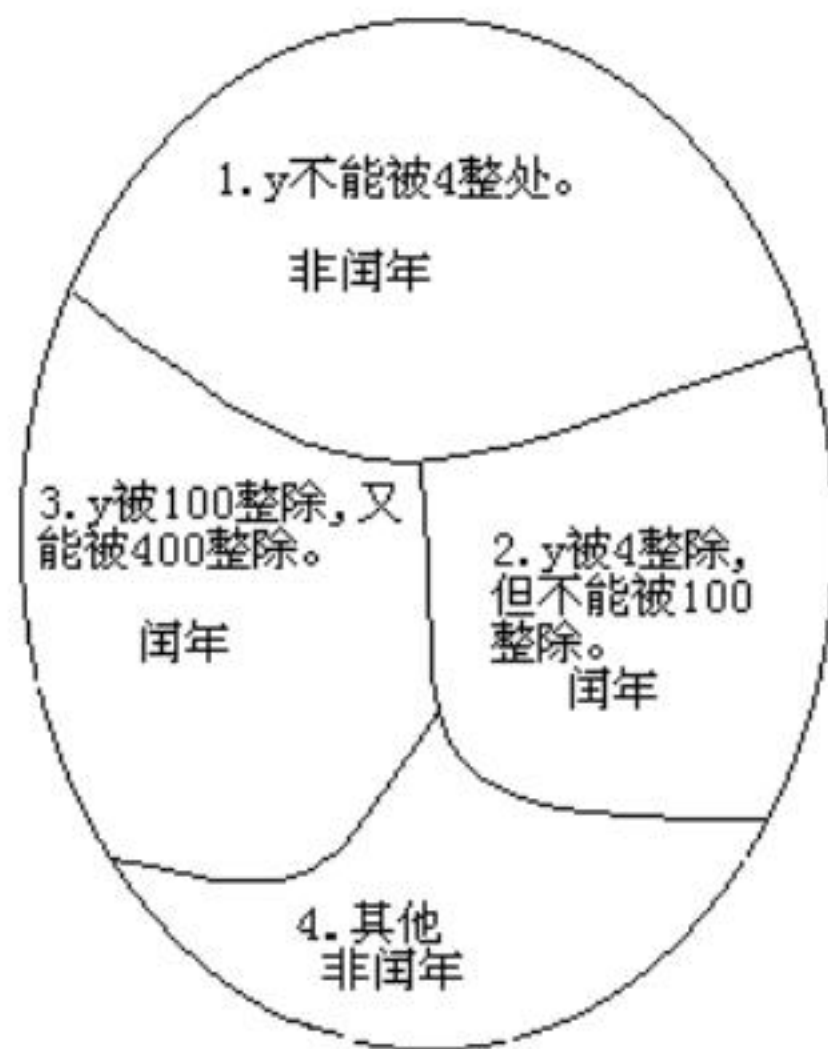 1.y不能被4整处。
非闰年
3.y被100整除,又
能被400整除。
闰年
2.y被4整除,
但不能被100
整除。
闰年
4.其他
非闰年